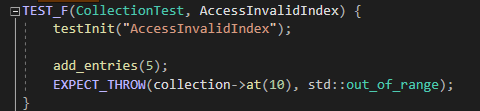 TEST_F(CollectionTest, AccessInvalidIndex) {
    testInit("AccessInvalidIndex");

    add_entries(5);
    EXPECT_THROW(collection->at(10), std::out_of_range);
}